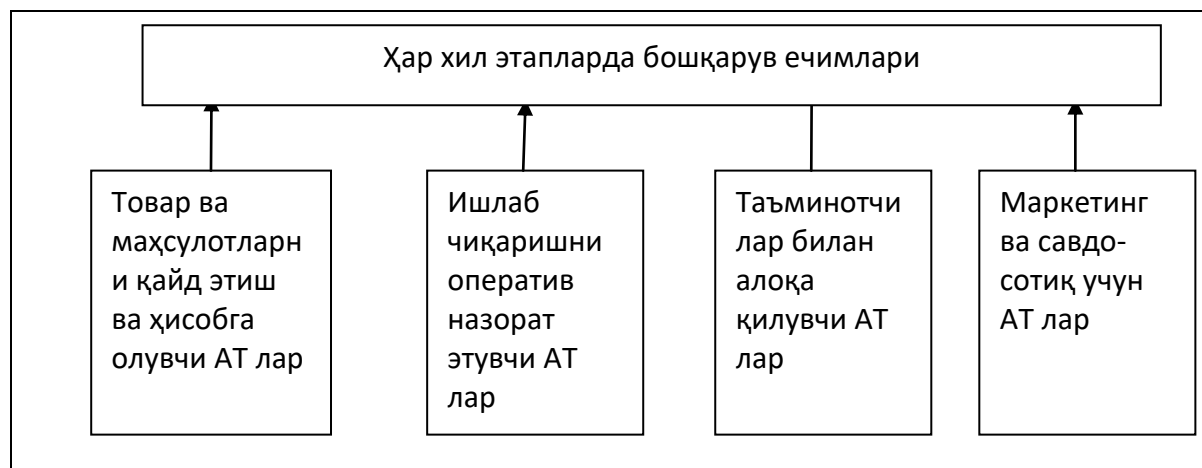 Ҳар хил этапларда бошқарув ечимлари
Товар ва
маҳсулотларн
и қайд этиш
ва ҳисобга
олувчи АТ лар
Ишлаб
чиқаришни
оператив
назорат
этувчи АТ
лар
Таъминотчи
лар билан
алоқа
қилувчи АТ
лар
Маркетинг
ва савдо-
сотиқ учун
АТ лар